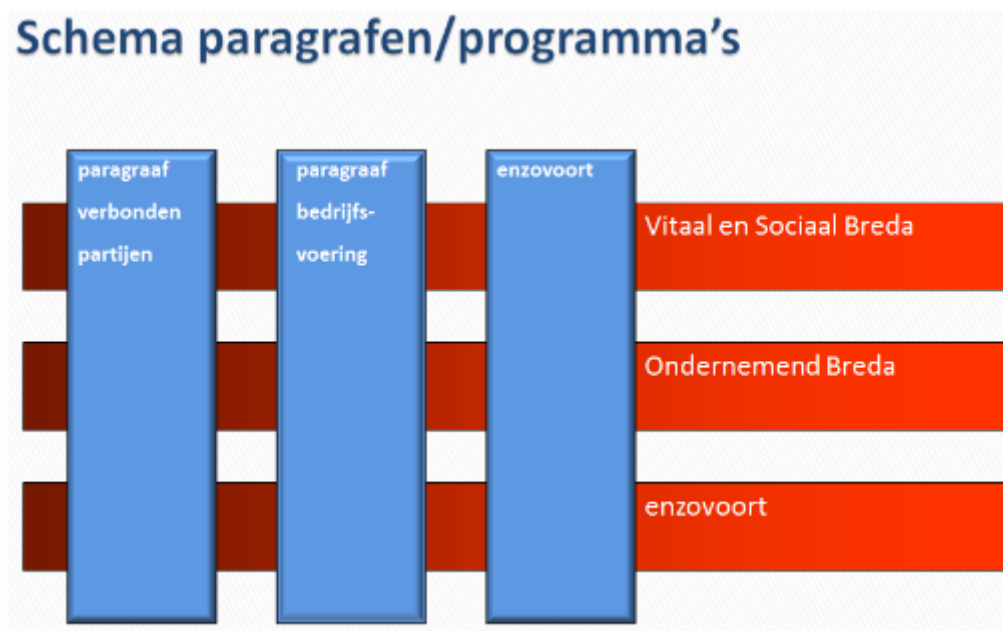 Schema paragrafen/programma's
paragraaf
verbonden
partijen
paragraaf
bedrijfs-
voering
enzovoort
Vitaal en Sociaal Breda
Ondernemend Breda
enzovoort